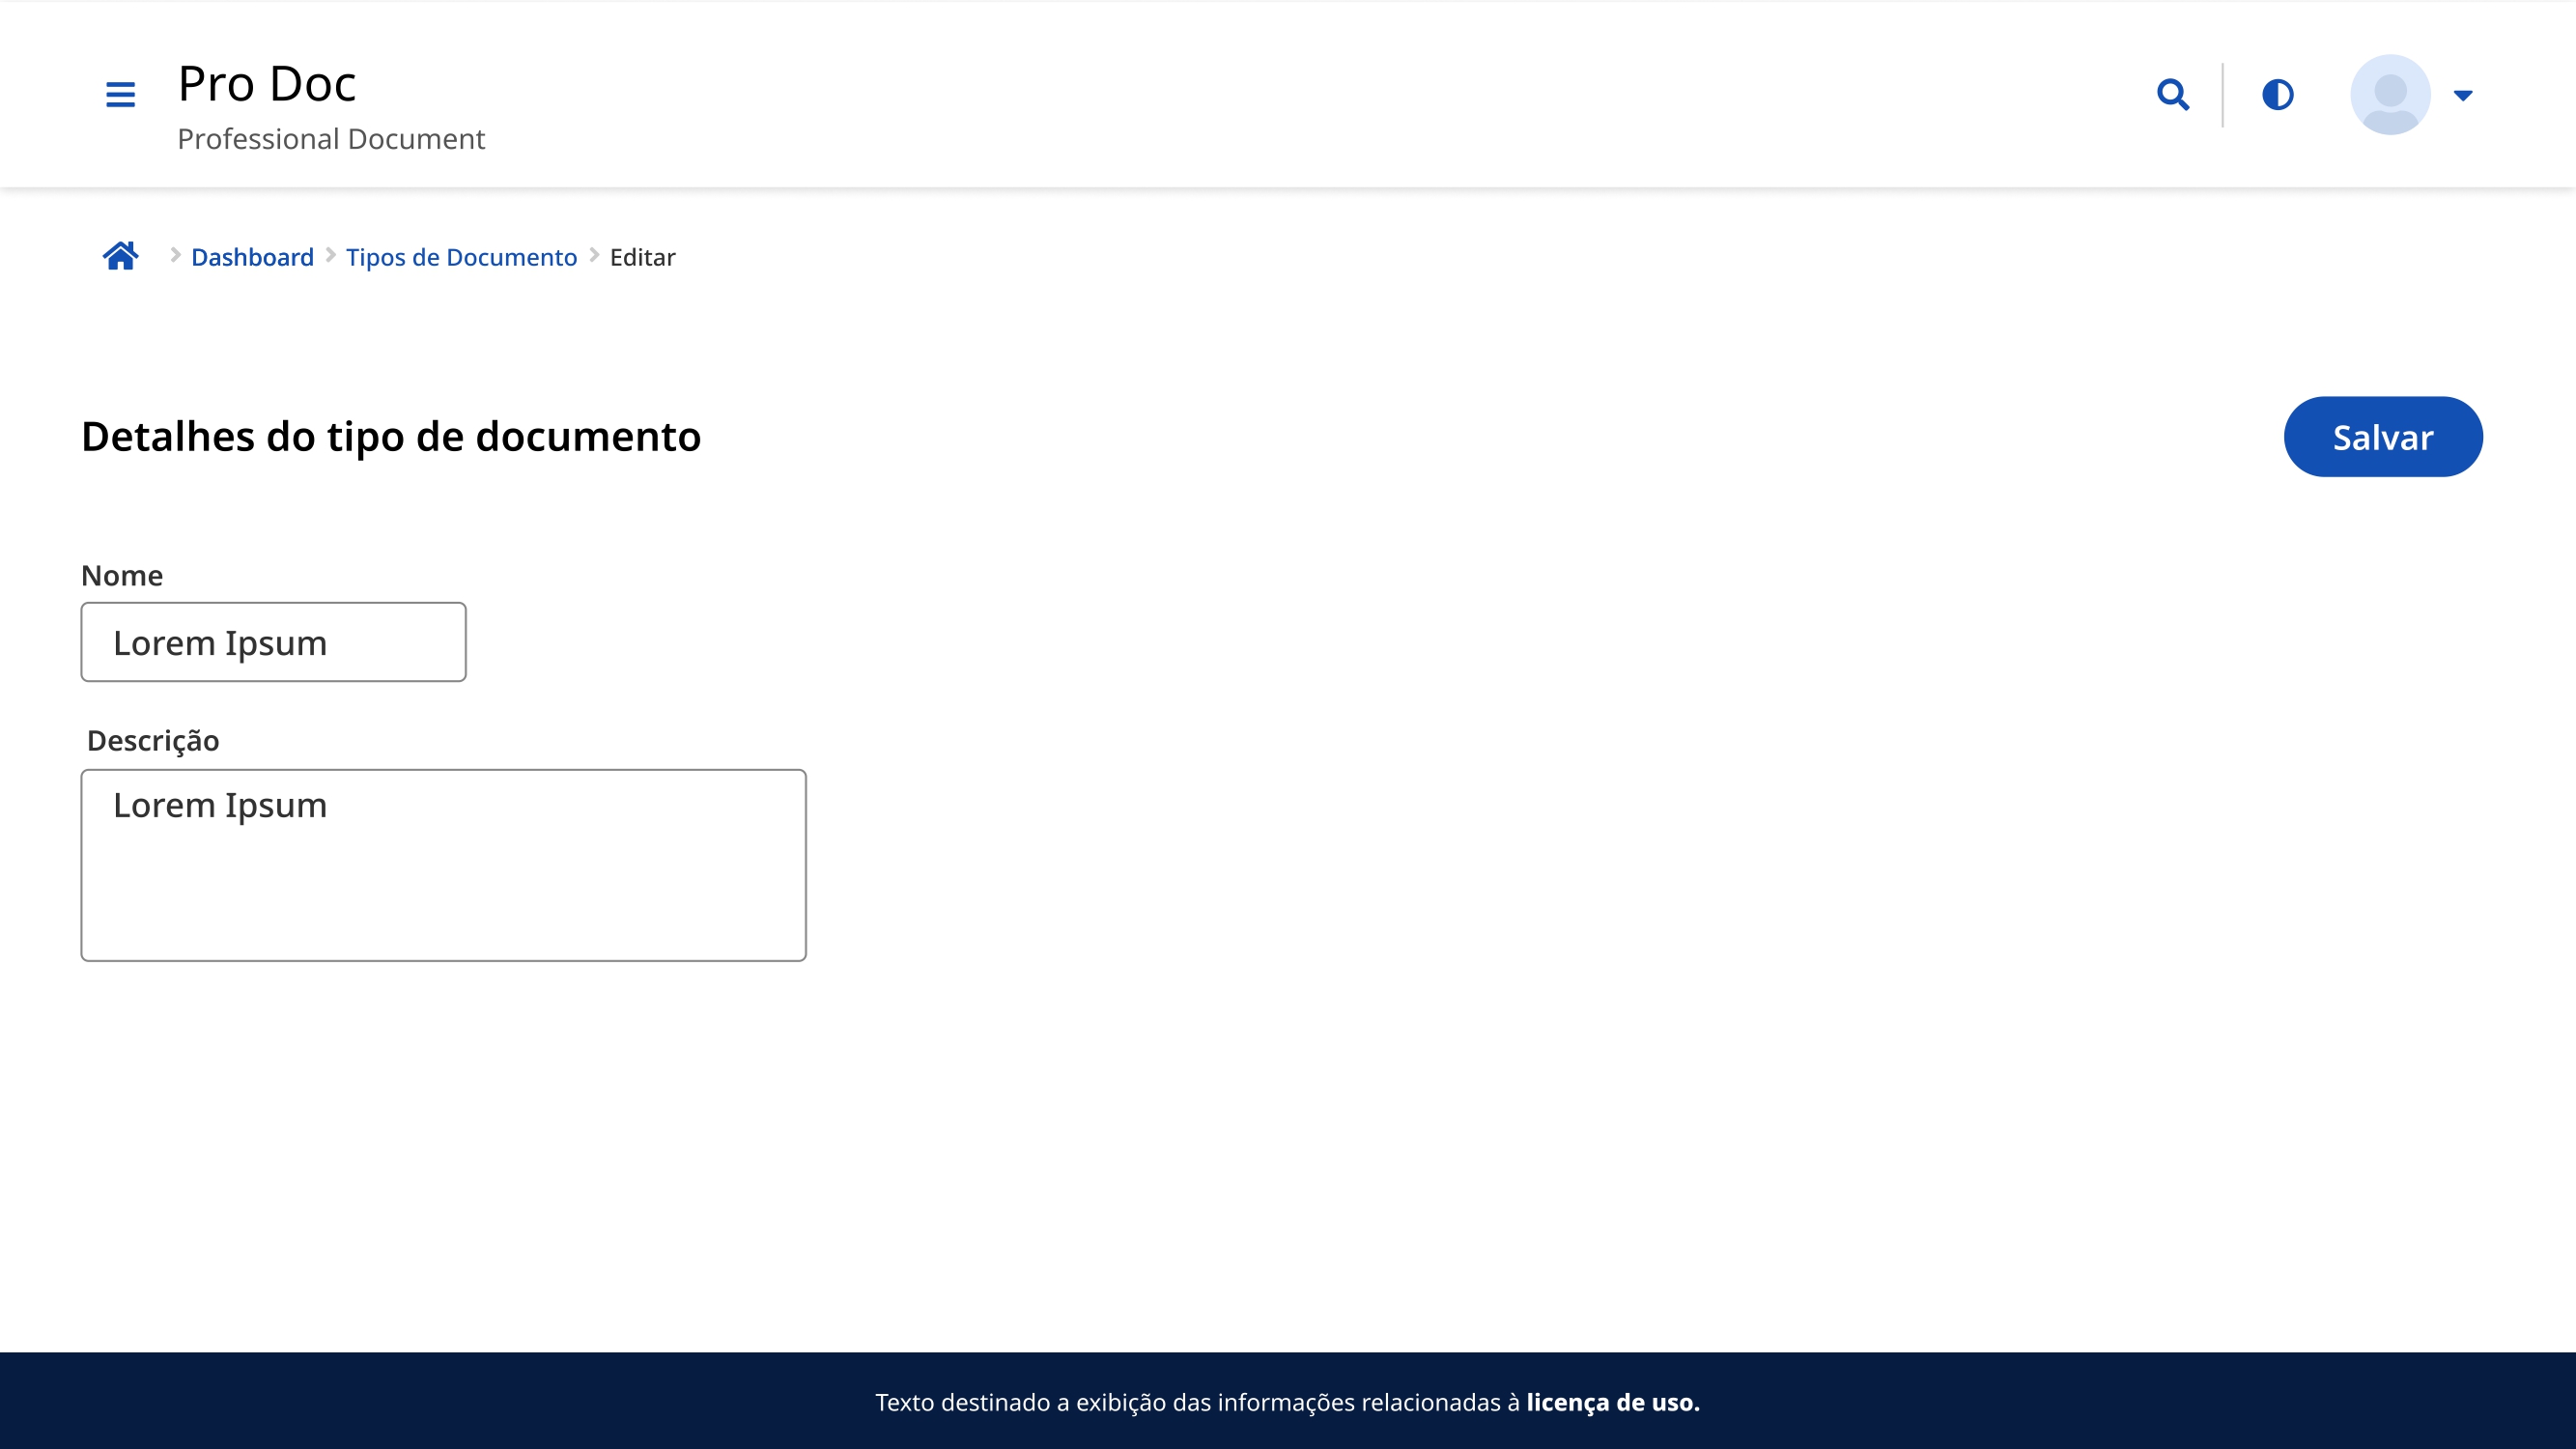 Pro Doc
Professional Document
Dashboard Tipos de Documento Editar
Detalhes do tipo de documento
Salvar
Nome
Lorem Ipsum
Descrição
Lorem Ipsum
Texto destinado a exibição das informações relacionadas à licença de uso.